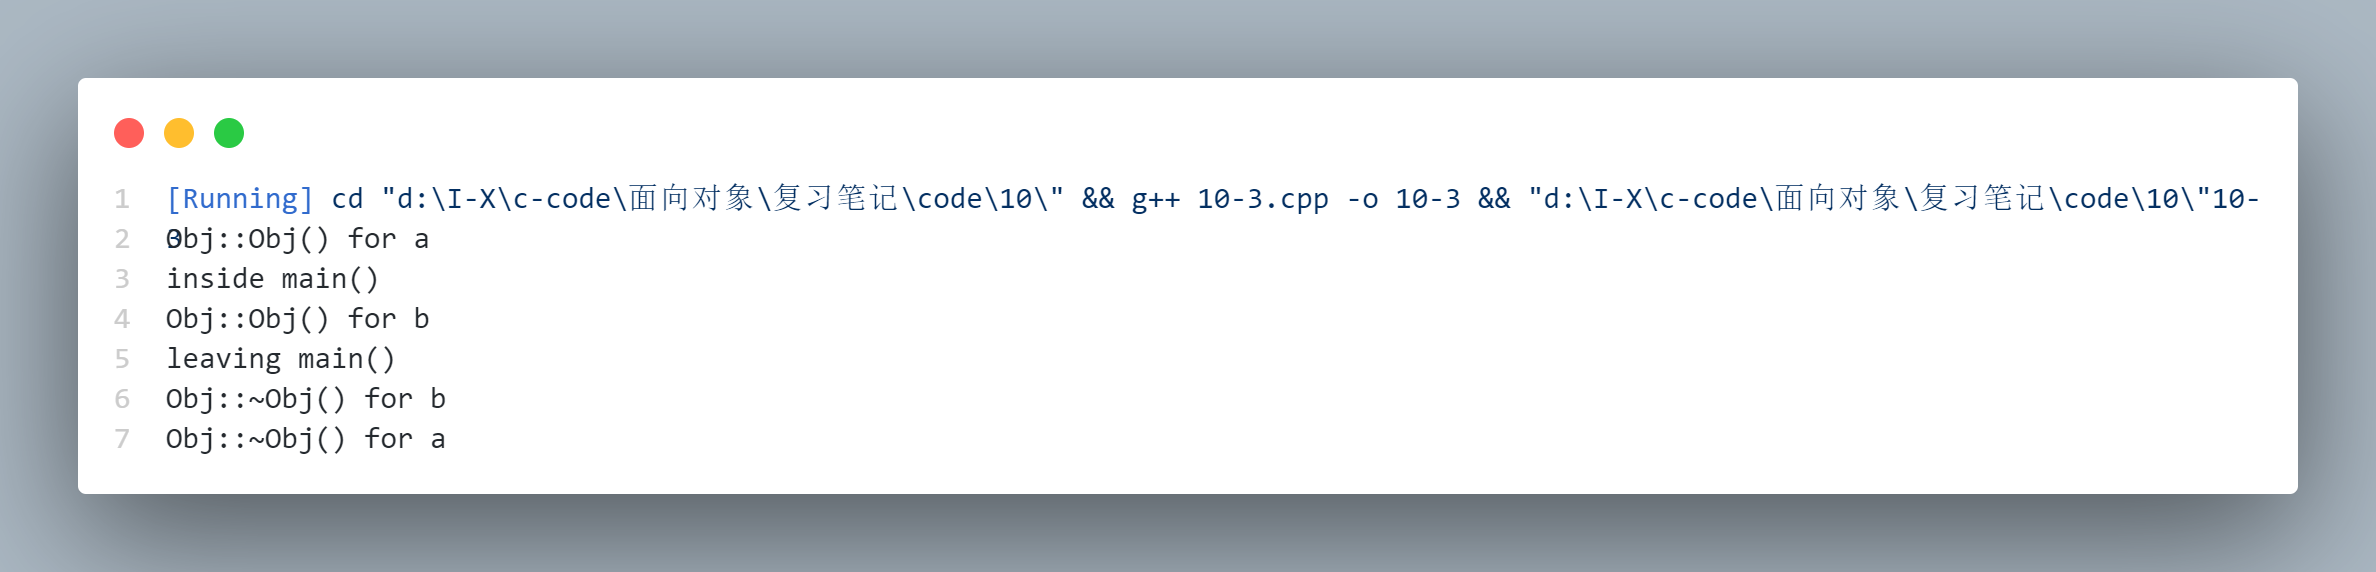 1 [Running] cd "d:\I-X\c-code\面向对象\复习笔记\code\10\" && g++ 10-3.cpp -o 10-3 && "d:\I-X\c-code\面向对象\复习笔记\code\10\"10-
3
2 Obj::Obj() for a
3 inside main()
4 Obj::Obj() for b
5 leaving main()
6 Obj::~Obj() for b
7 Obj::~Obj() for a